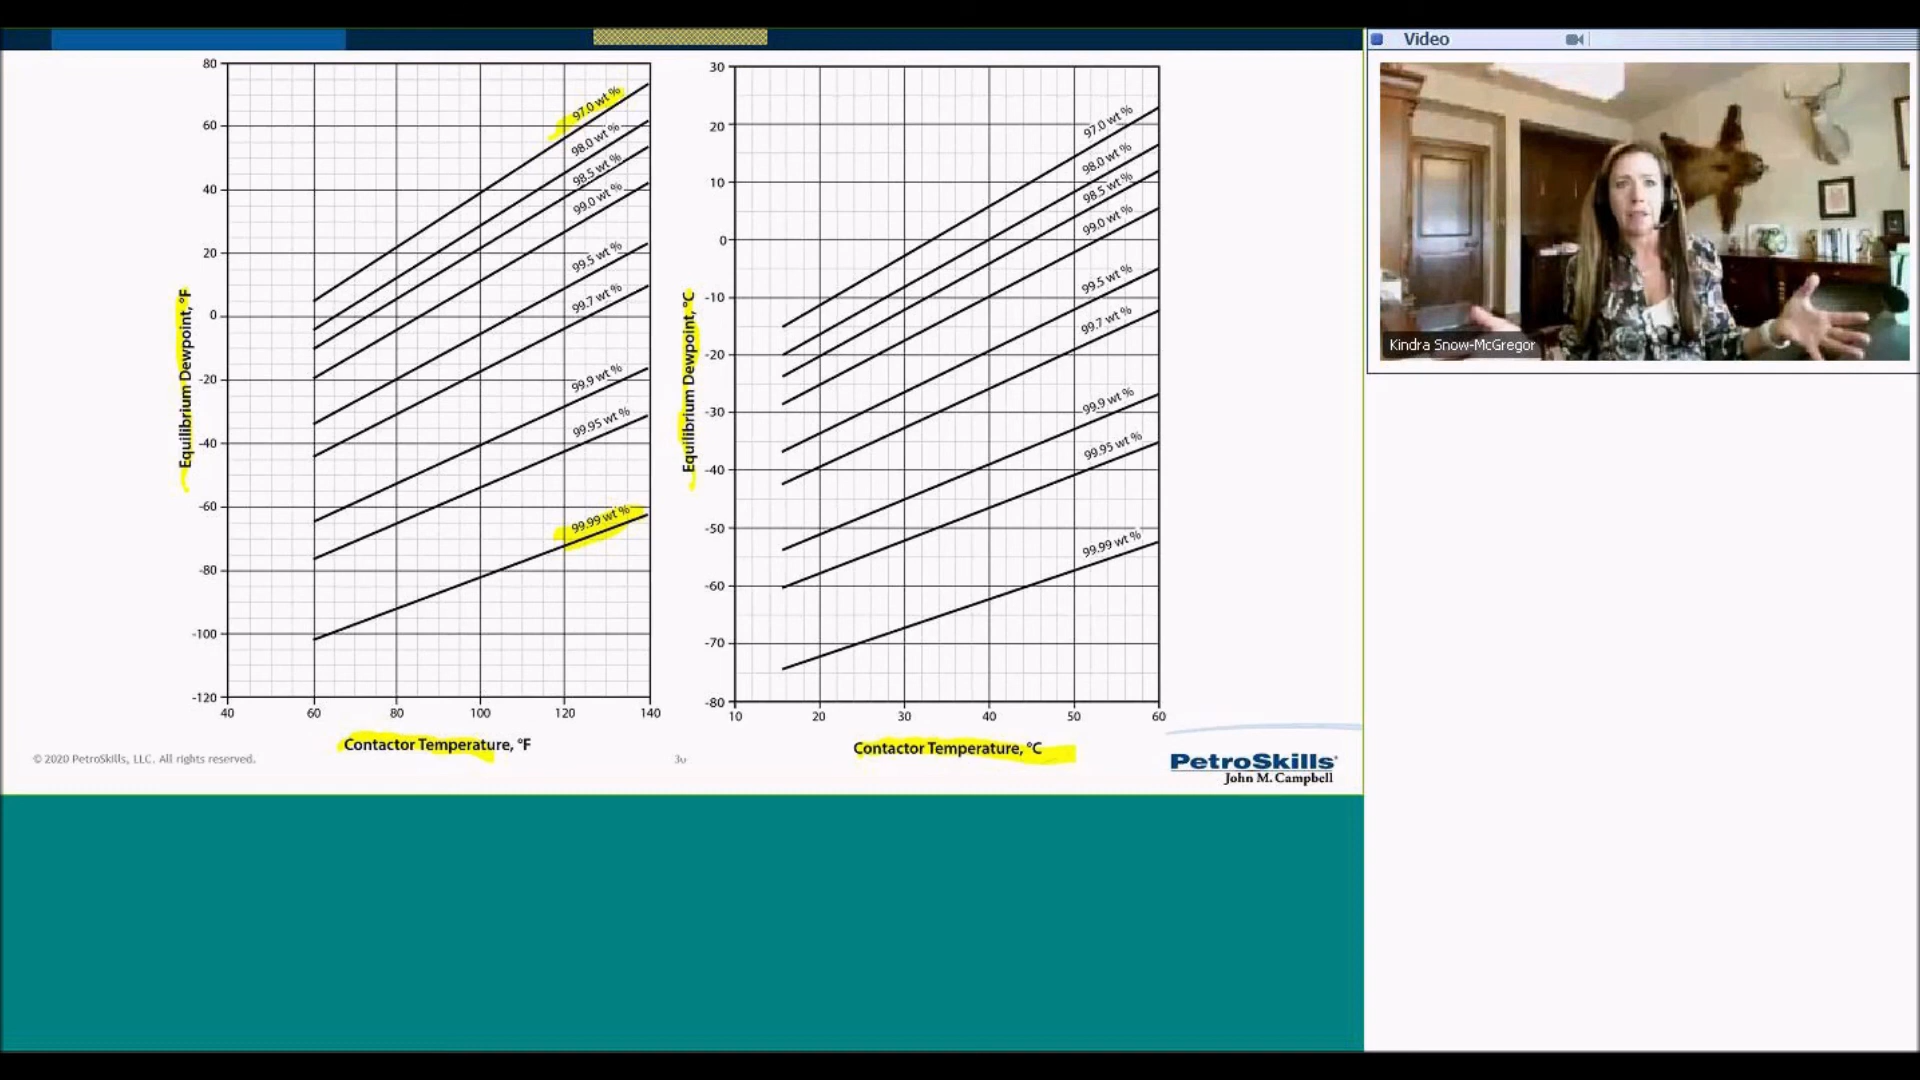 80
60
40
20
0
-20
-40
-60
-80
-100
-120
Equilibrium Dewpoint, °F
97.0 wt %
98.0 wt %
98.5 wt %
99.0 wt %
99.5 wt %
99.7 wt %
99.9 wt %
99.95 wt %
99.99 wt %
40 60 80 100 120 140
Contactor Temperature, °F
30
20
10
0
-10
-20
-30
-40
-50
-60
-70
-80
Equilibrium Dewpoint, °C
97.0 wt %
98.0 wt %
98.5 wt %
99.0 wt %
99.5 wt %
99.7 wt %
99.9 wt %
99.95 wt %
99.99 wt %
10 20 30 40 50 60
Contactor Temperature, °C
© 2020 PetroSkills, LLC. All rights reserved.
PetroSkills
John M. Campbell
Video
Kindra Snow-McGregor